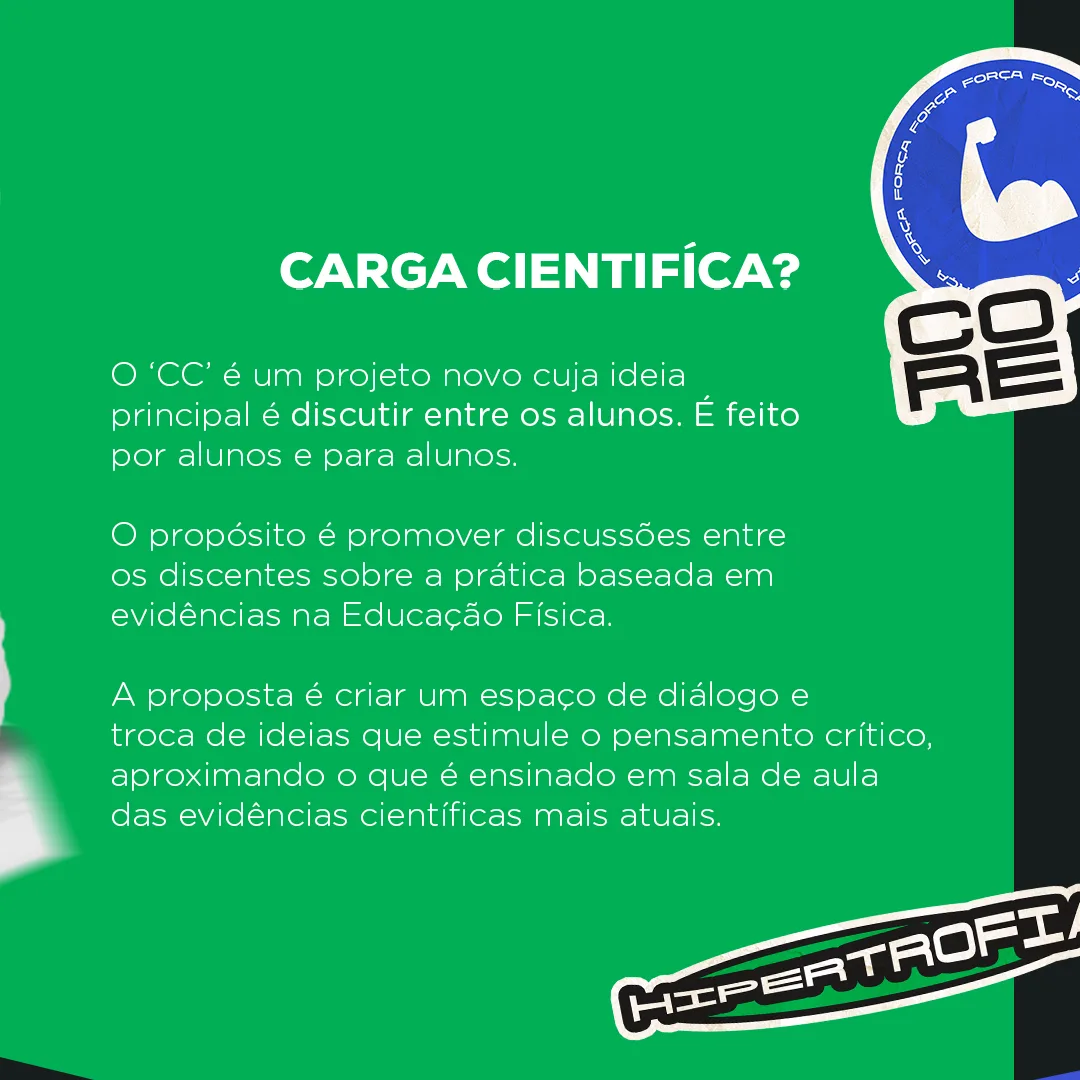 FORÇA FORÇA FORÇA FORÇA FORÇA
CORE
CARGA CIENTIFÍCA?
O ‘CC’ é um projeto novo cuja ideia
principal é discutir entre os alunos. É feito
por alunos e para alunos.
O propósito é promover discussões entre
os discentes sobre a prática baseada em
evidências na Educação Física.
A proposta é criar um espaço de diálogo e
troca de ideias que estimule o pensamento crítico,
aproximando o que é ensinado em sala de aula
das evidências científicas mais atuais.
HIPERTROFIA